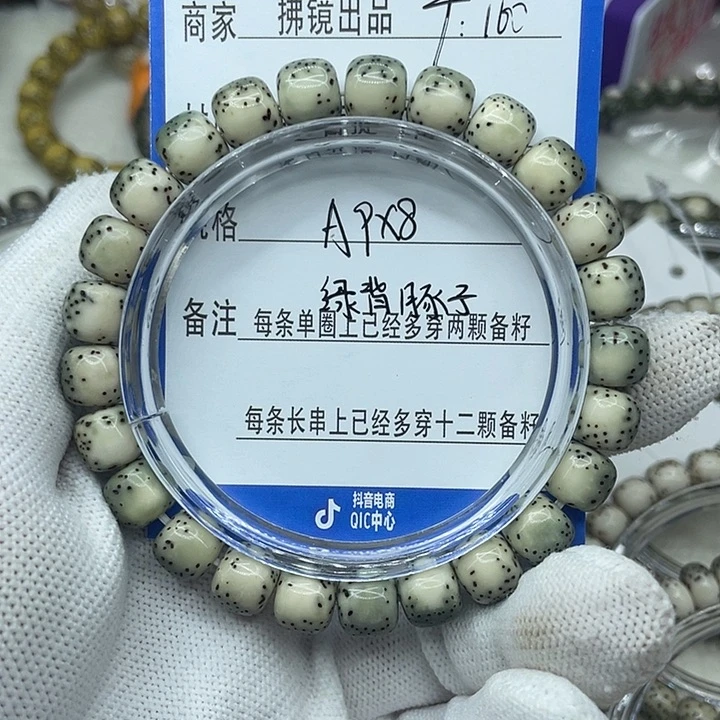 商家 拂镜出品
格 APX8
绿背豚子
备注 每条单圈上已经多穿两颗备籽
每条长串上已经多穿十二颗备籽
抖音电商
QIC中心